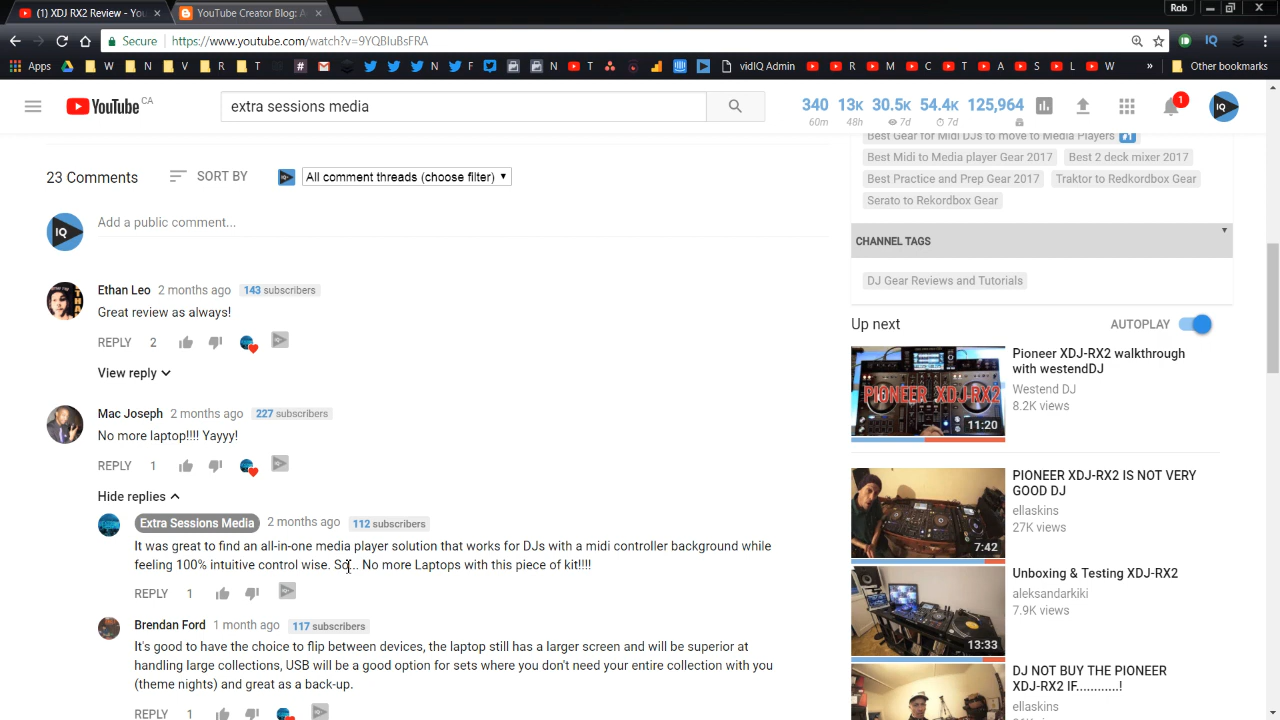 (1) XDJ RX2 Review - You
YouTube Creator Blog: A
Rob
Secure
https://www.youtube.com/watch?v=9YQBIuBsFRA
Apps
N
T
#
W
F
N
F
N
T
vidIQ Admin
R
T
C
S
L
W
»
Other bookmarks
YouTube CA
extra sessions media
340 13K 30.5K 54.4K 125,964
60m 48h 7d 7d
1
IQ
23 Comments
SORT BY
All comment threads (choose filter)
Add a public comment...
Ethan Leo 2 months ago 143 subscribers
Great review as always!
REPLY 2
View reply
Mac Joseph 2 months ago 227 subscribers
No more laptop!!!! Yayyy!
REPLY 1
Hide replies
Extra Sessions Media 2 months ago 112 subscribers
It was great to find an all-in-one media player solution that works for DJs with a midi controller background while
feeling 100% intuitive controlwise. So... No more Laptops with this piece of kit!!!!
REPLY 1
Brendan Ford 1 month ago 117 subscribers
It's good to have the choice to flip between devices, the laptop still has a larger screen and will be superior at
handling large collections, USB will be a good option for sets where you don't need your entire collection with you
(theme nights) and great as a back-up.
REPLY 1
Best Gear for Midi DJs to move to Media Players #1
Best Midi to Media player Gear 2017 Best 2 deck mixer 2017
Best Practice and Prep Gear 2017 Traktor to Redkordbox Gear
Serato to Rekordbox Gear
CHANNEL TAGS
DJ Gear Reviews and Tutorials
Up next
AUTOPLAY
PIONEER XDJ-RX2
11:20
Pioneer XDJ-RX2 walkthrough
with westendDJ
Westend DJ
8.2K views
7:42
PIONEER XDJ-RX2 IS NOT VERY
GOOD DJ
ellaskins
27K views
13:33
Unboxing & Testing XDJ-RX2
aleksandarkiki
7.9K views
DJ NOT BUY THE PIONEER
XDJ-RX2 IF............!
ellaskins